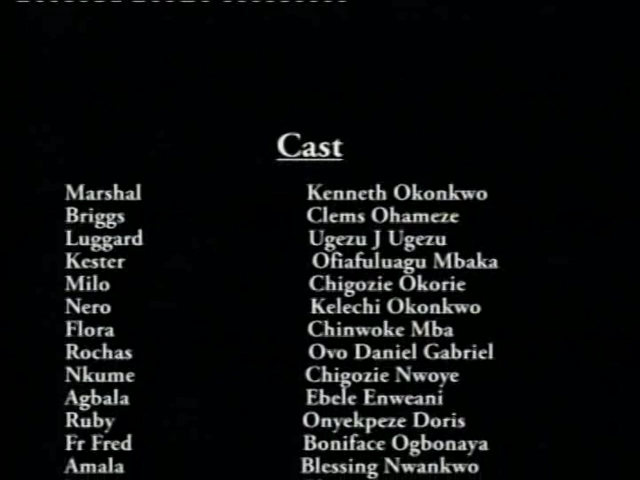 Cast
Marshal Kenneth Okonkwo
Briggs Clems Ohameze
Luggard Ugezu J Ugezu
Kester Ofiafuluagu Mbaka
Milo Chigozie Okorie
Nero Kelechi Okonkwo
Flora Chinwoke Mba
Rochas Ovo Daniel Gabriel
Nkume Chigozie Nwoye
Agbala Ebele Enweani
Ruby Onyekpeze Doris
Fr Fred Boniface Ogbonaya
Amala Blessing Nwankwo